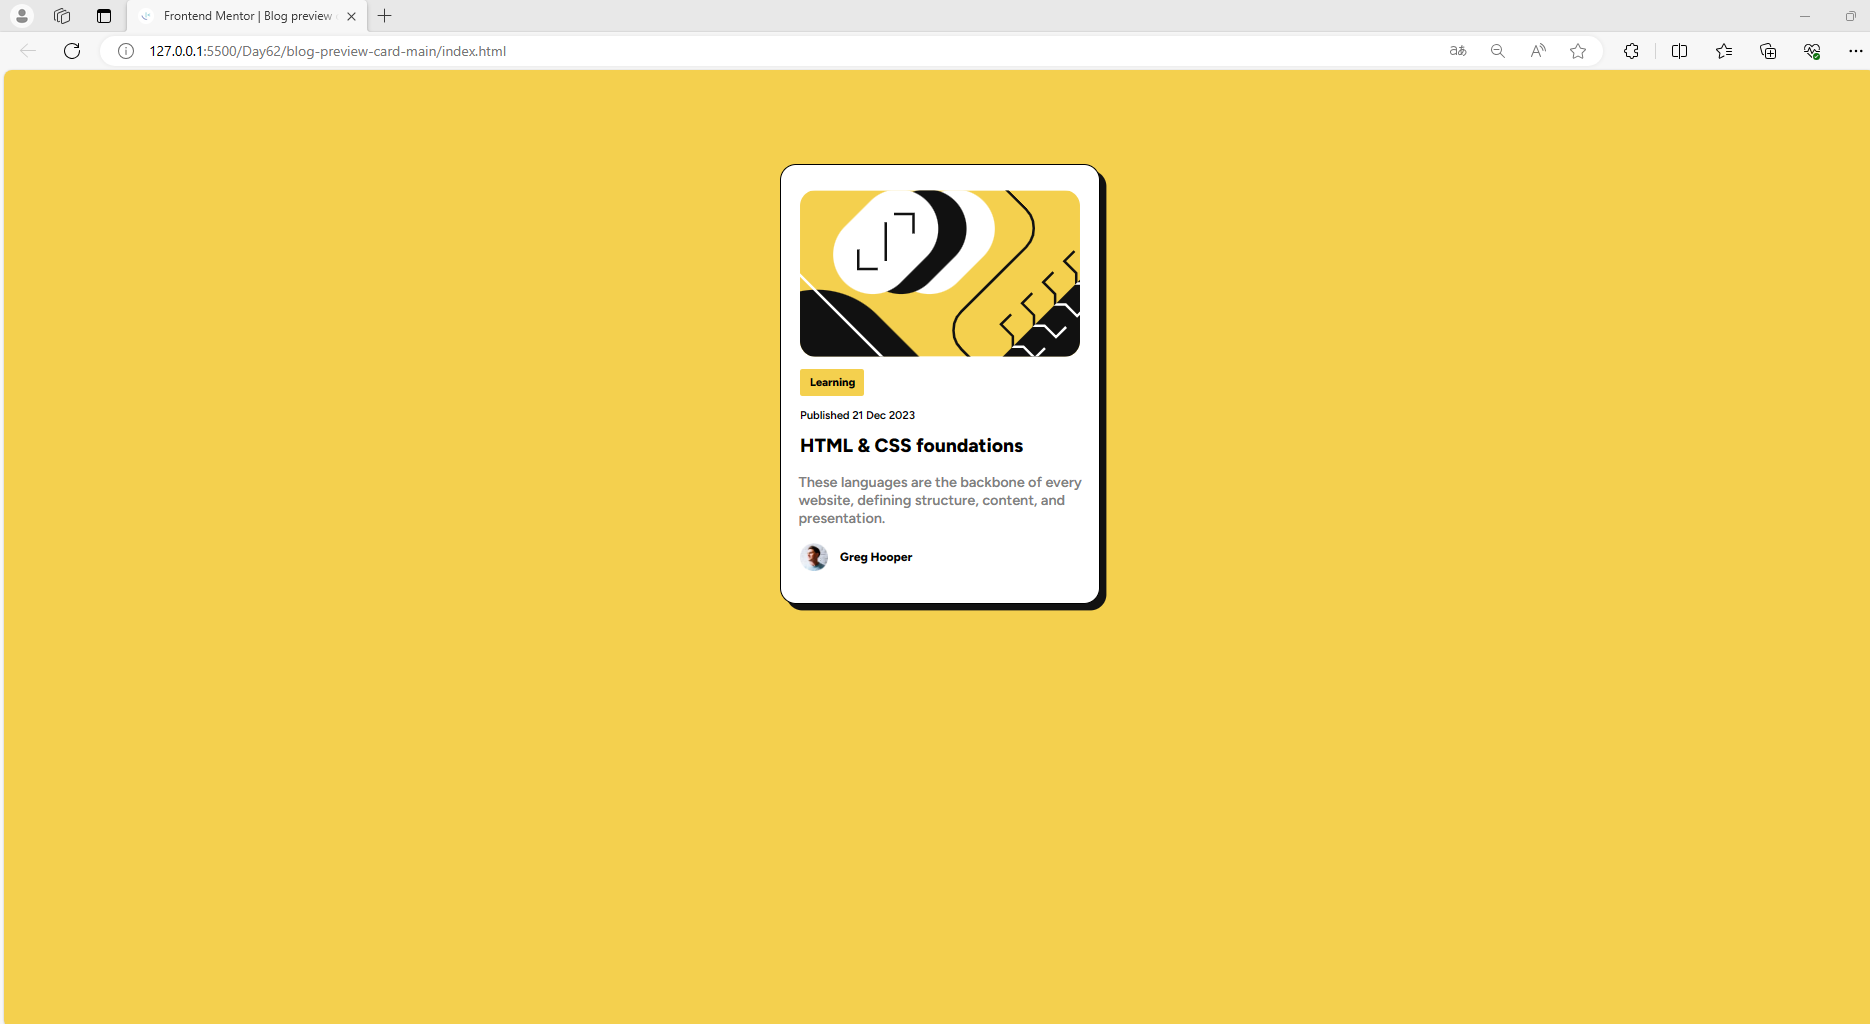 Frontend Mentor | Blog preview
127.0.0.1:5500/Day62/blog-preview-card-main/index.html
Learning
Published 21 Dec 2023
HTML & CSS foundations
These languages are the backbone of every
website, defining structure, content, and
presentation.
Greg Hooper